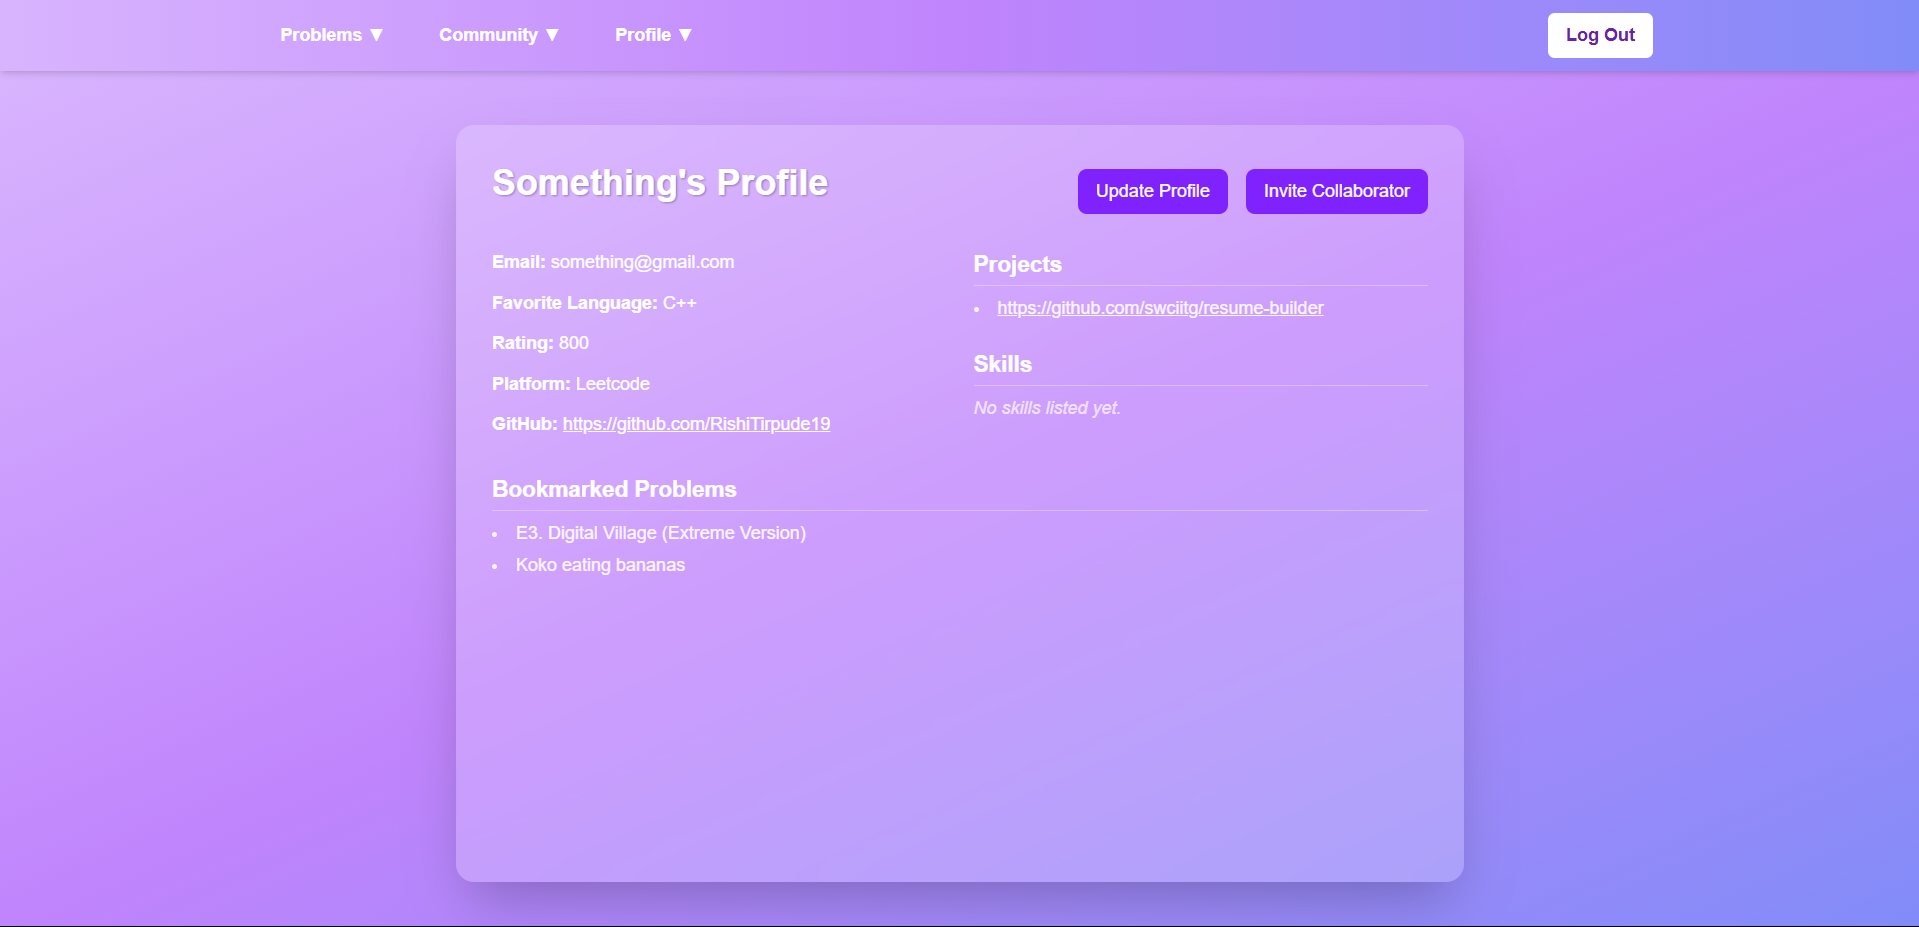 Problems ▼ Community ▼ Profile ▼ Log Out
Something's Profile
Update Profile Invite Collaborator
Email: something@gmail.com
Favorite Language: C++
Rating: 800
Platform: Leetcode
GitHub: https://github.com/RishiTirpude19
Projects
• https://github.com/swciitg/resume-builder
Skills
No skills listed yet.
Bookmarked Problems
• E3. Digital Village (Extreme Version)
• Koko eating bananas